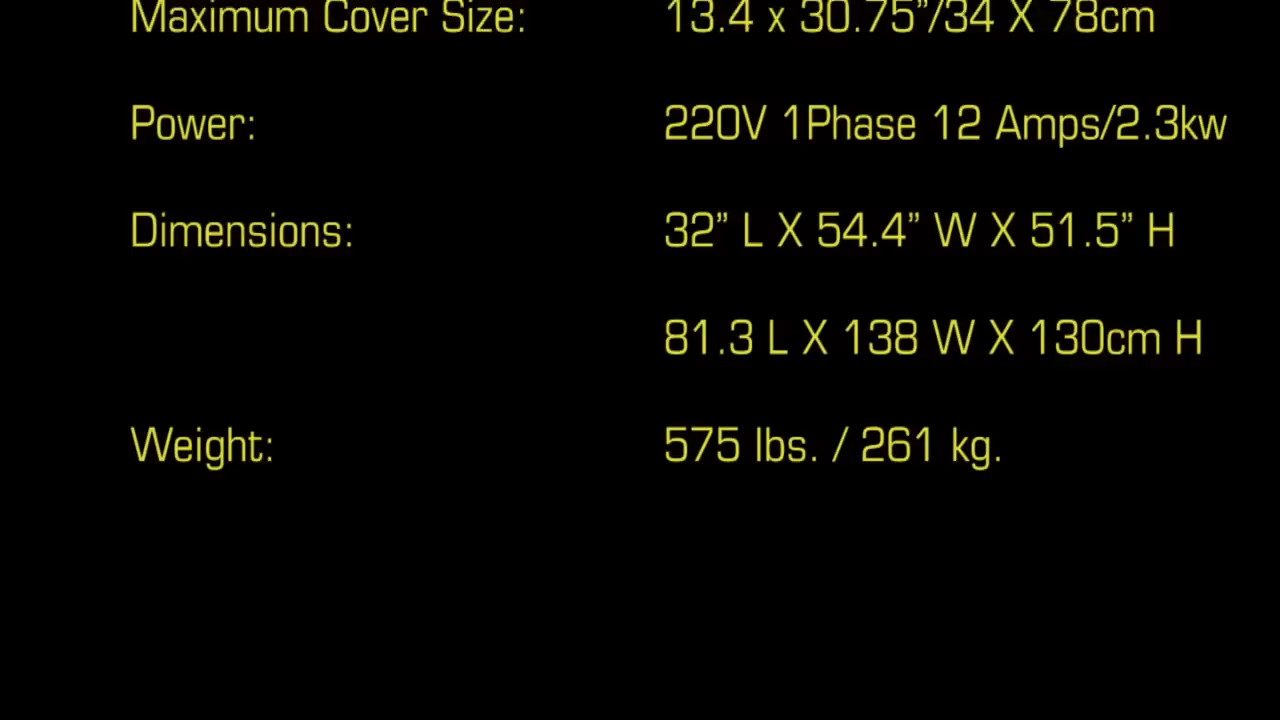 Maximum Cover Size: 13.4 x 30.75”/34 X 78cm
Power: 220V 1Phase 12 Amps/2.3kw
Dimensions: 32” L X 54.4” W X 51.5” H
81.3 L X 138 W X 130cm H
Weight: 575 lbs. / 261 kg.